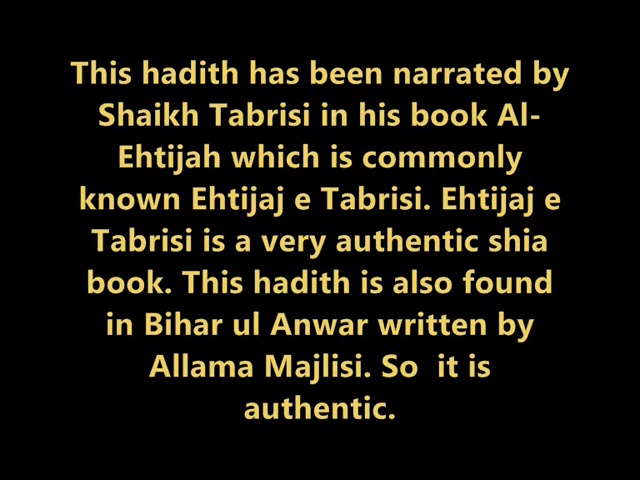 This hadith has been narrated by
Shaikh Tabrisi in his book Al-
Ehtijah which is commonly
known Ehtijaj e Tabrisi. Ehtijaj e
Tabrisi is a very authentic shia
book. This hadith is also found
in Bihar ul Anwar written by
Allama Majlisi. So  it is
authentic.